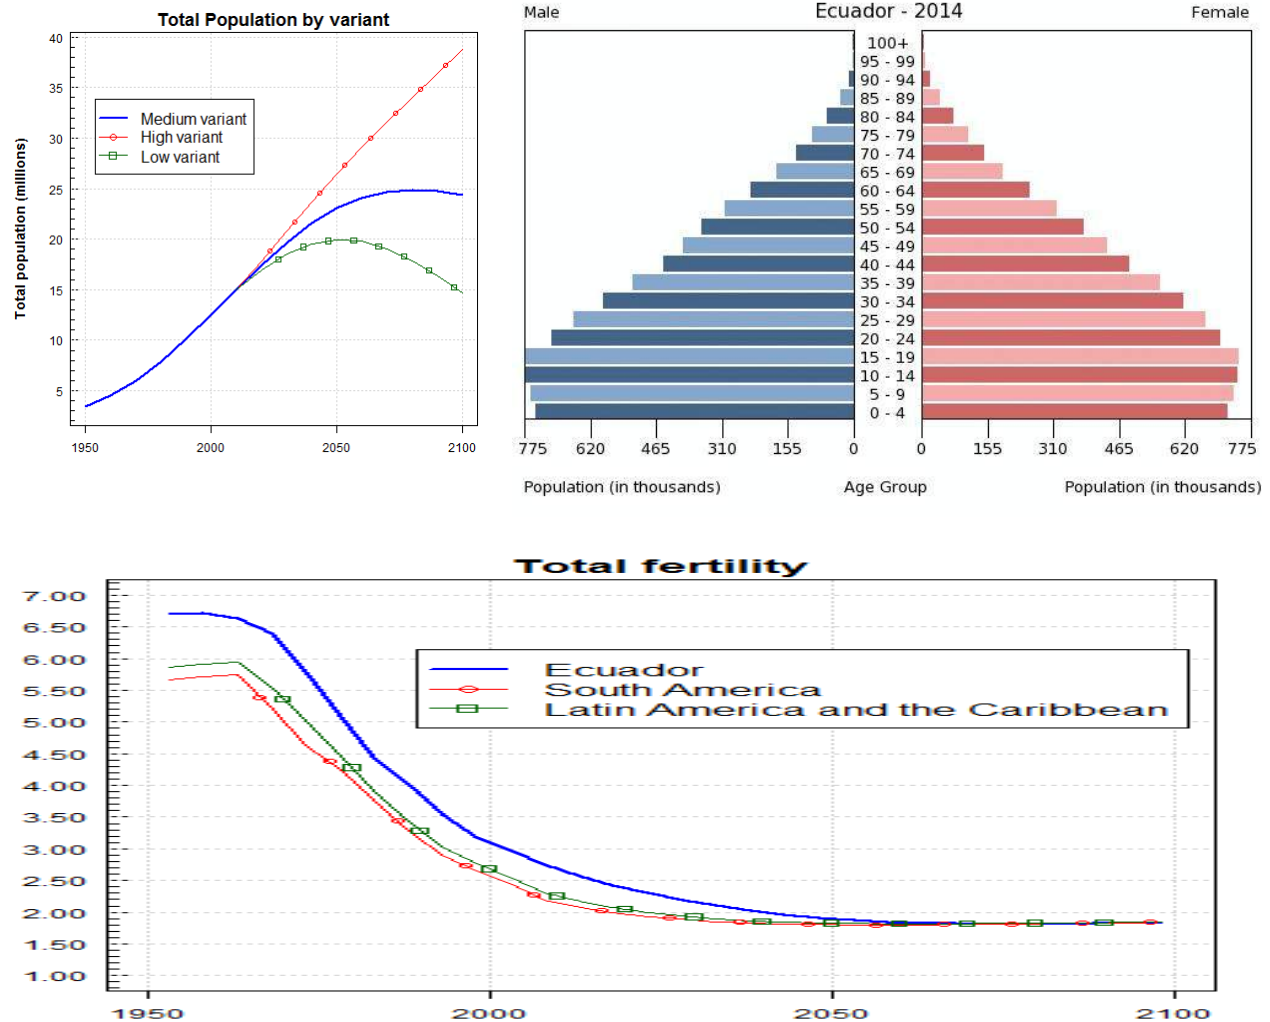 Total Population by variant
Total population (millions)
40
35
30
25
20
15
10
5
Medium variant
High variant
Low variant
1950 2000 2050 2100
Male Ecuador - 2014 Female
100+
95 - 99
90 - 94
85 - 89
80 - 84
75 - 79
70 - 74
65 - 69
60 - 64
55 - 59
50 - 54
45 - 49
40 - 44
35 - 39
30 - 34
25 - 29
20 - 24
15 - 19
10 - 14
5 - 9
0 - 4
775 620 465 310 155 0 0 155 310 465 620 775
Population (in thousands) Age Group Population (in thousands)
Total fertility
7.00
6.50
6.00
5.50
5.00
4.50
4.00
3.50
3.00
2.50
2.00
1.50
1.00
Ecuador
South America
Latin America and the Caribbean
1950 2000 2050 2100